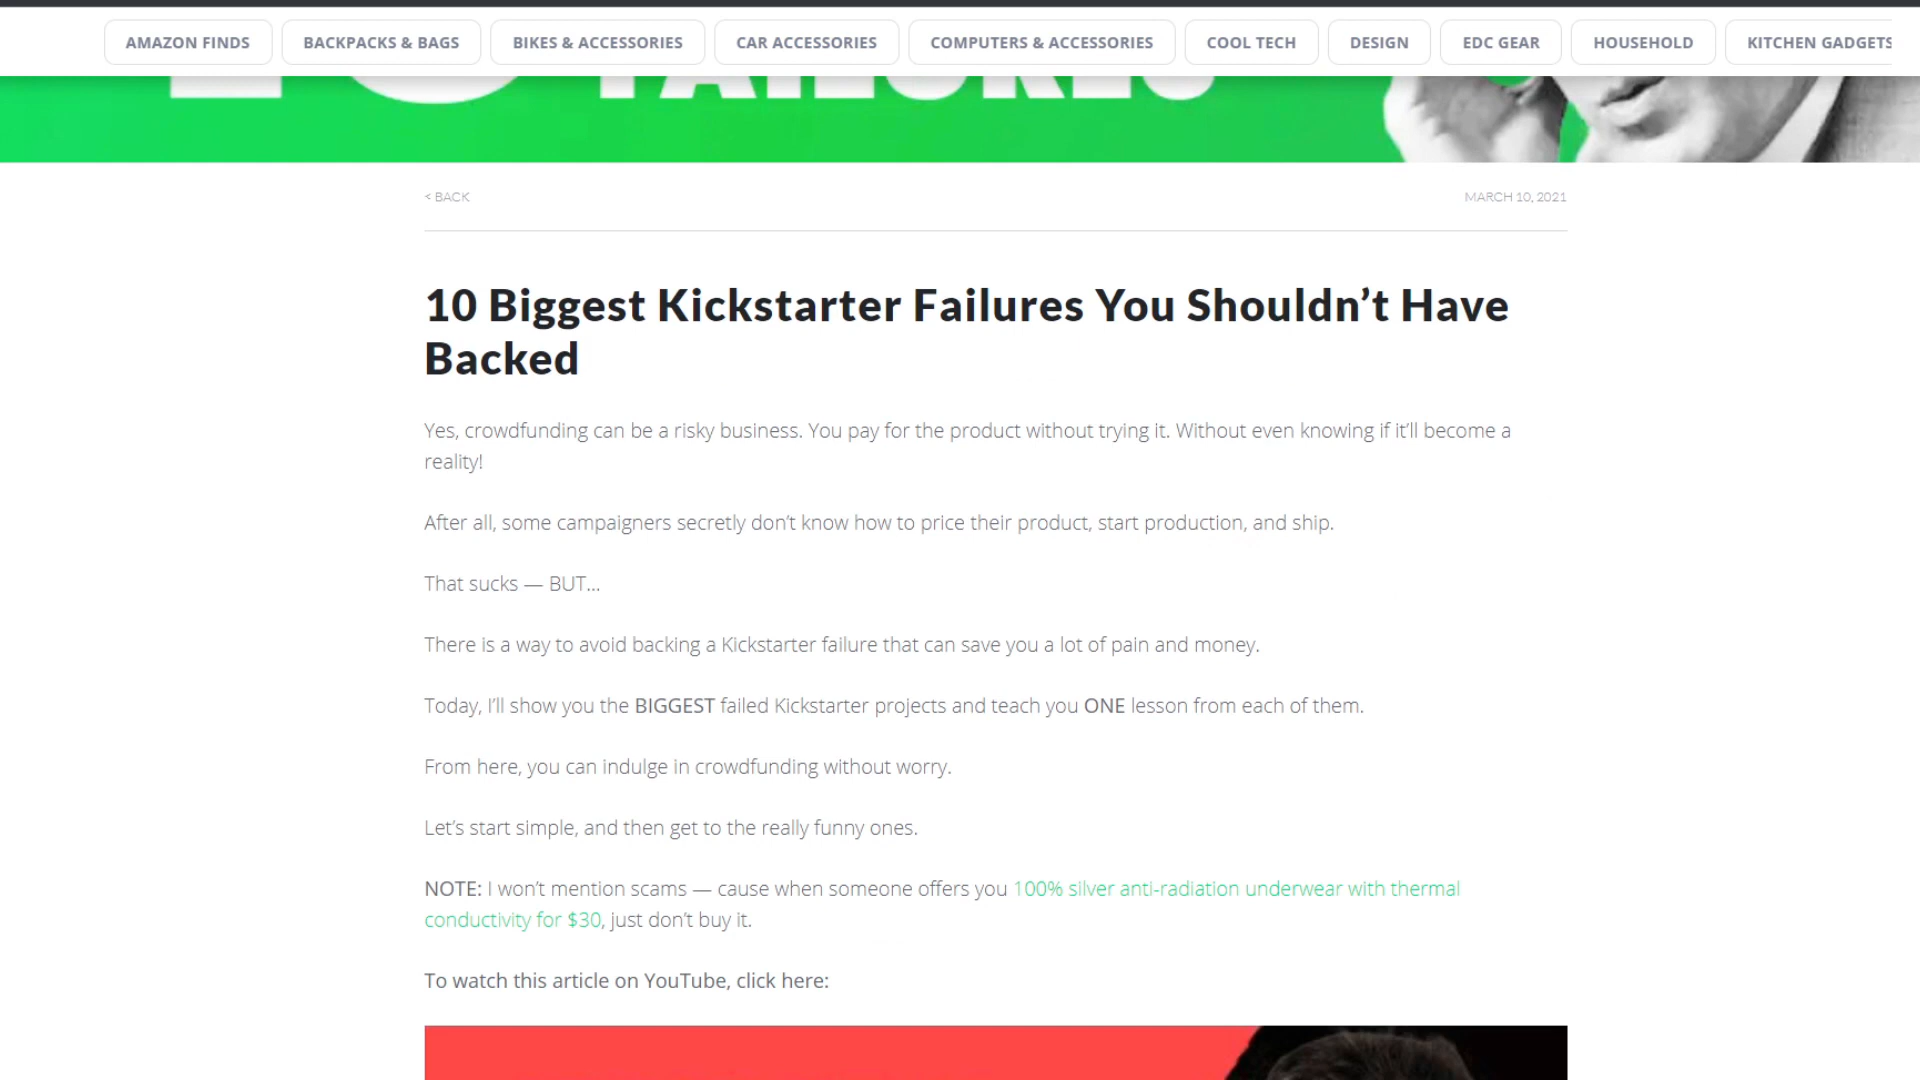 AMAZON FINDS
BACKPACKS & BAGS
BIKES & ACCESSORIES
CAR ACCESSORIES
COMPUTERS & ACCESSORIES
COOL TECH
DESIGN
EDC GEAR
HOUSEHOLD
KITCHEN GADGETS
10 FAILURES
< BACK
MARCH 10, 2021
10 Biggest Kickstarter Failures You Shouldn’t Have
Backed
Yes, crowdfunding can be a risky business. You pay for the product without trying it. Without even knowing if it’ll become a
reality!
After all, some campaigners secretly don’t know how to price their product, start production, and ship.
That sucks — BUT…
There is a way to avoid backing a Kickstarter failure that can save you a lot of pain and money.
Today, I’ll show you the BIGGEST failed Kickstarter projects and teach you ONE lesson from each of them.
From here, you can indulge in crowdfunding without worry.
Let’s start simple, and then get to the really funny ones.
NOTE: I won’t mention scams — cause when someone offers you 100% silver anti-radiation underwear with thermal
conductivity for $30, just don’t buy it.
To watch this article on YouTube, click here: